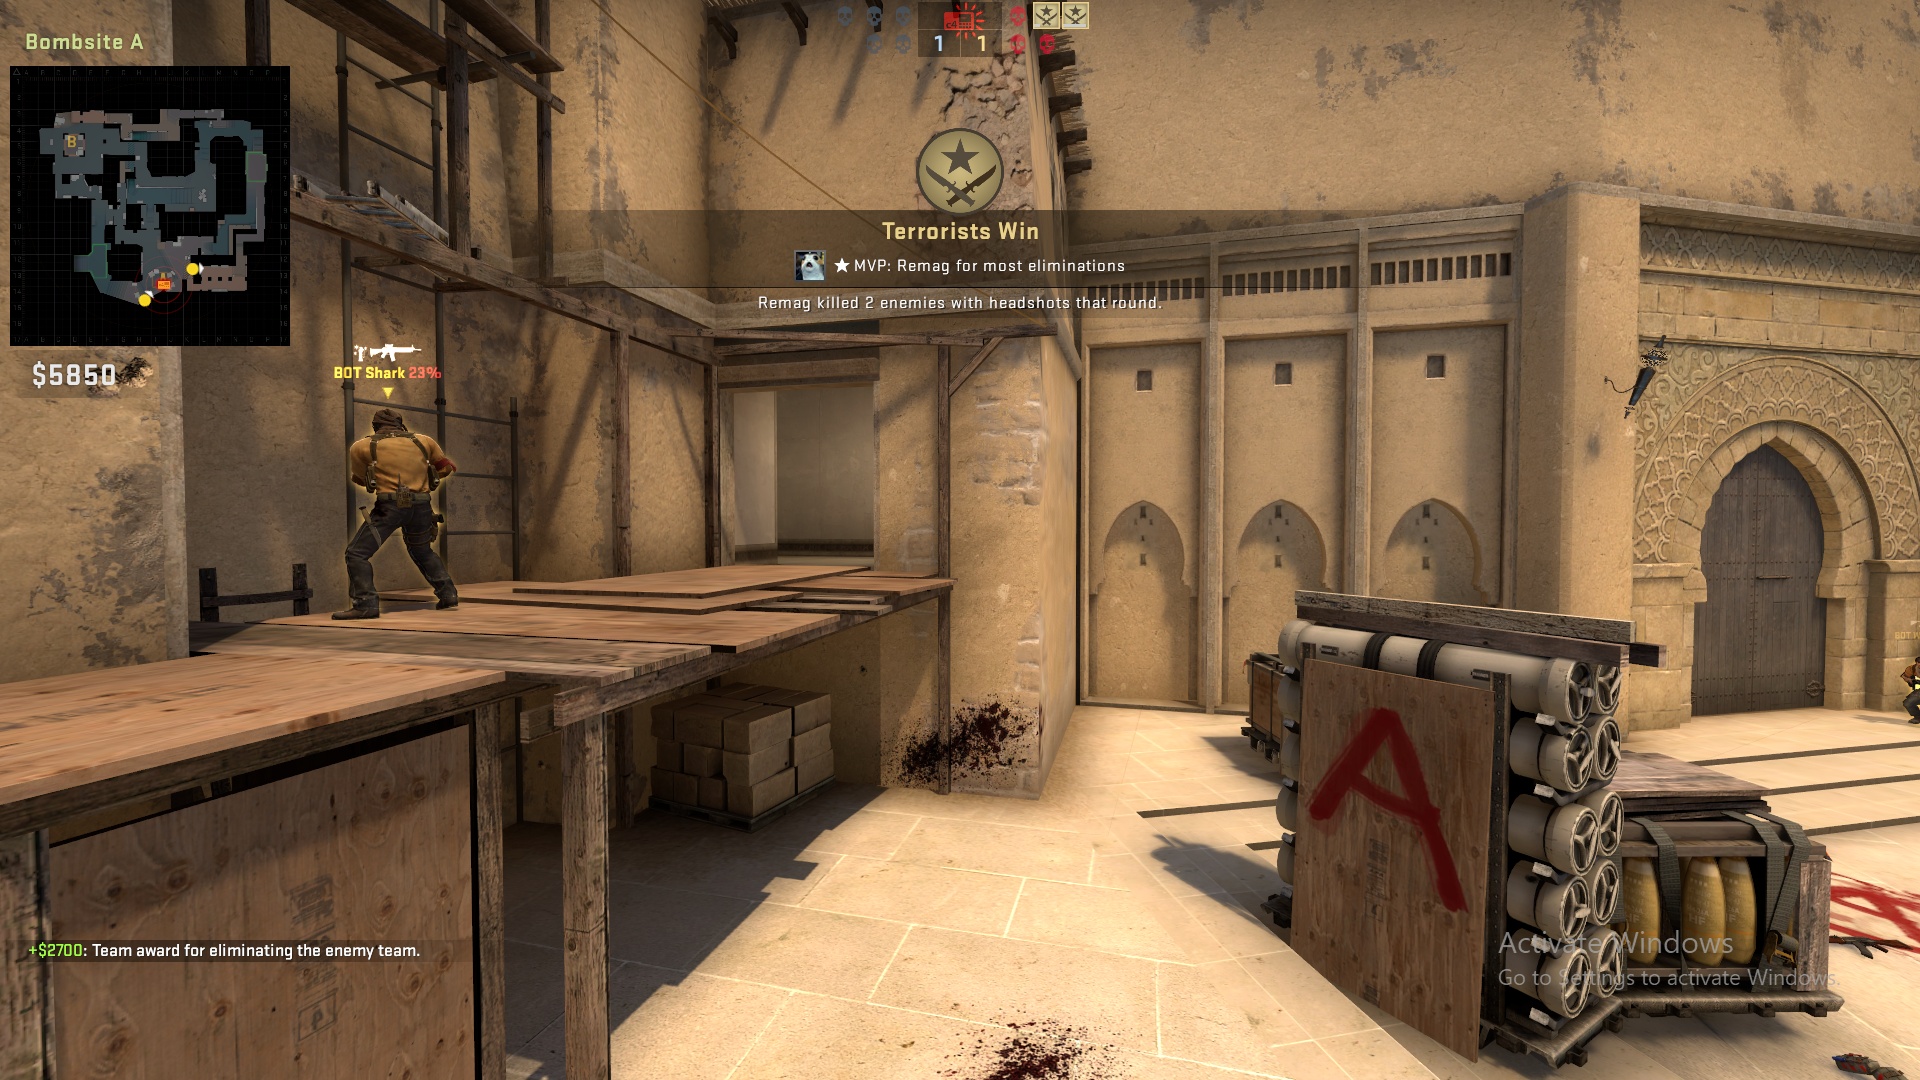 Bombsite A
1 1
B
Terrorists Win
MVP: Remag for most eliminations
Remag killed 2 enemies with headshots that round.
$5850
BOT Shark 23%
A
+$2700: Team award for eliminating the enemy team.
Activate Windows
Go to Settings to activate Windows.